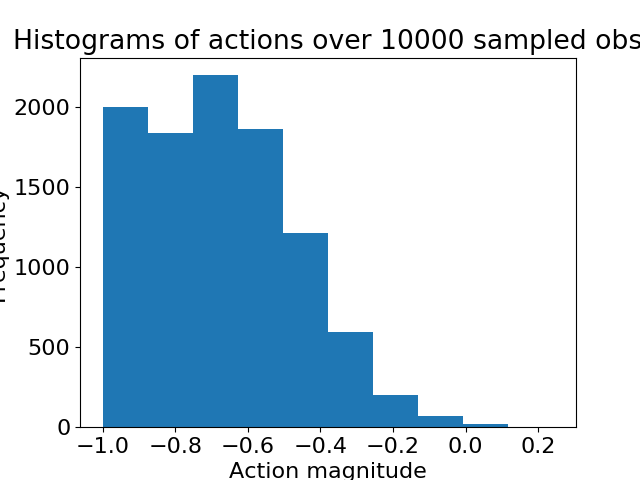 Histograms of actions over 10000 sampled obs
2000
1500
1000
500
0
Frequency
−1.0 −0.8 −0.6 −0.4 −0.2 0.0 0.2
Action magnitude